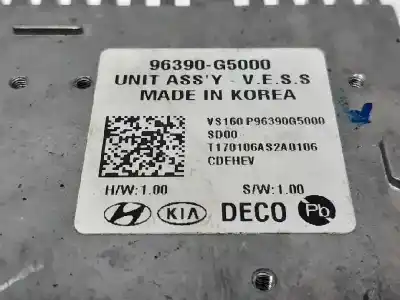 96390-G5000
UNIT ASS'Y - V.E.S.S
MADE IN KOREA
VS160 P96390G5000
SD00
T170106AS2A0106
CDEHEV
H/W:1.00 S/W:1.00
KIA DECO Pb